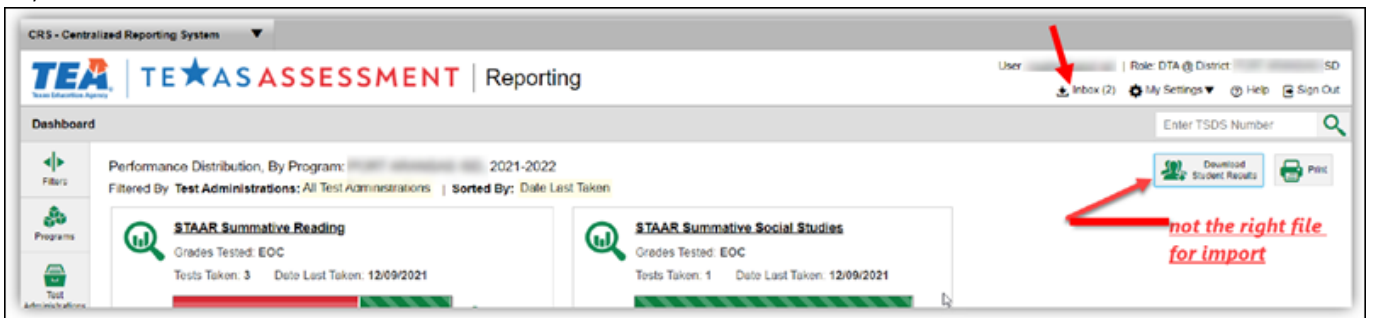 CRS - Centralized Reporting System ▼
TEA | TE★AS ASSESSMENT | Reporting
Texas Education Agency
User | Role: DTA @ District: SD
Inbox (2) My Settings ▼ Help Sign Out
Dashboard
Enter TSDS Number
Filters
Performance Distribution, By Program: 2021-2022
Filtered By Test Administrations: All Test Administrations | Sorted By: Date Last Taken
Download Student Results
Print
Programs
STAAR Summative Reading
Grades Tested: EOC
Tests Taken: 3 Date Last Taken: 12/09/2021
STAAR Summative Social Studies
Grades Tested: EOC
Tests Taken: 1 Date Last Taken: 12/09/2021
not the right file
for import
Test
Administrations